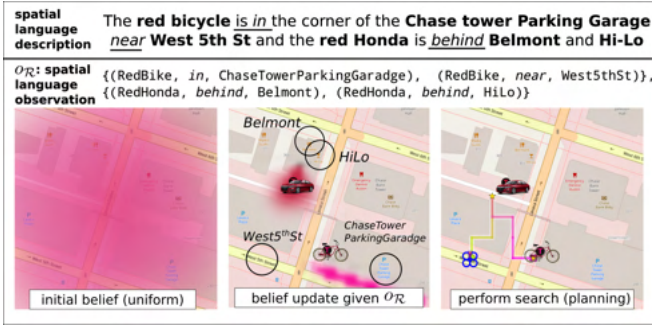 spatial language description
The red bicycle is in the corner of the Chase tower Parking Garage
near West 5th St and the red Honda is behind Belmont and Hi-Lo
O_R: spatial language observation
{(RedBike, in, ChaseTowerParkingGaradge), (RedBike, near, West5thSt)},
{(RedHonda, behind, Belmont), (RedHonda, behind, HiLo)}
Belmont
HiLo
West5thSt
ChaseTower
ParkingGaradge
initial belief (uniform)
belief update given O_R
perform search (planning)